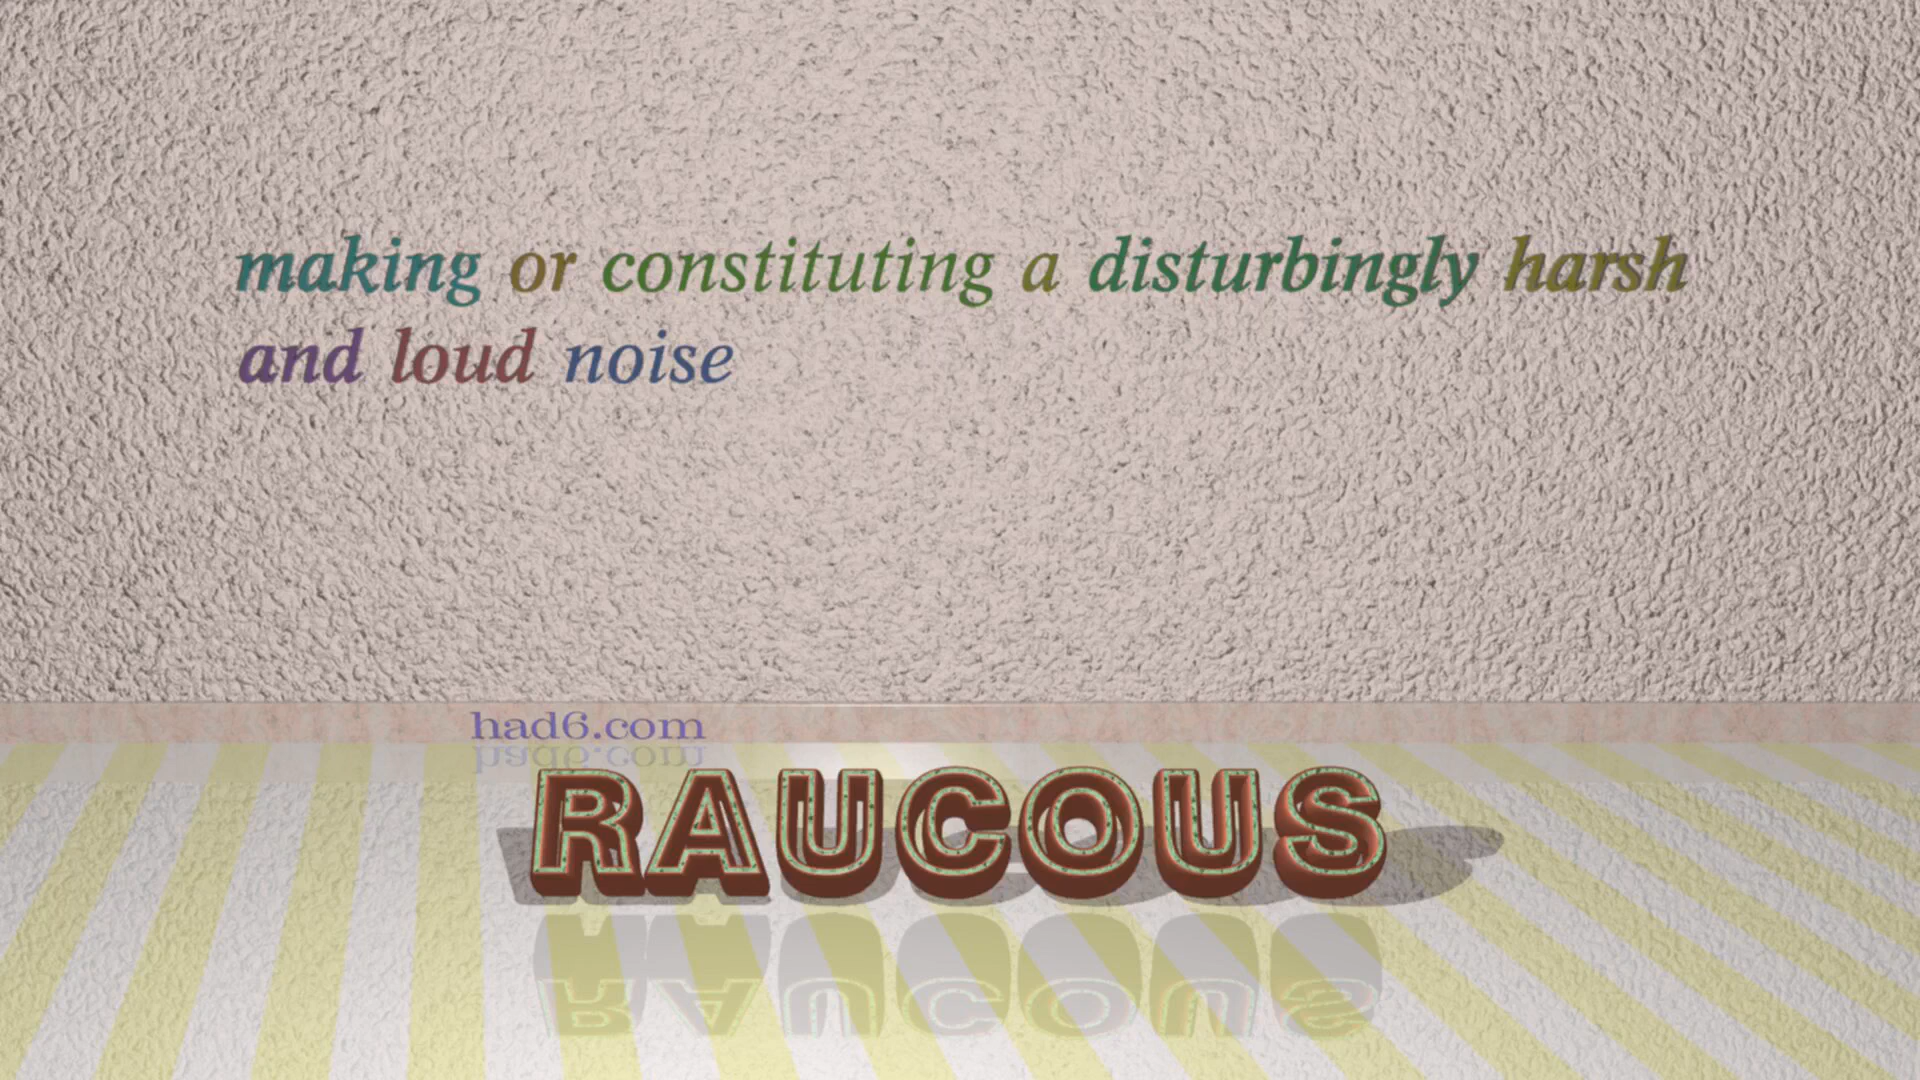 making or constituting a disturbingly harsh
and loud noise
had6.com
RAUCOUS